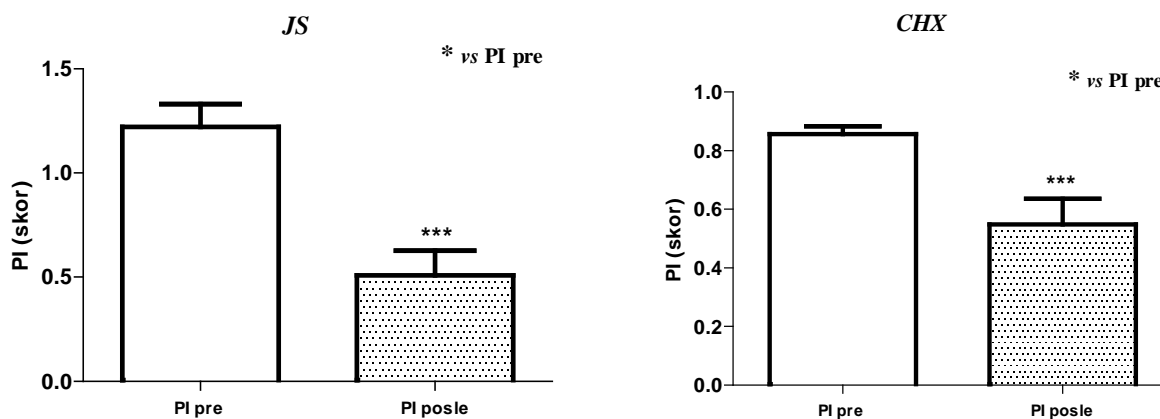 JS
* vs PI pre
1.5
1.0
0.5
0.0
PI (skor)
***
PI pre
PI posle
CHX
* vs PI pre
1.0
0.8
0.6
0.4
0.2
0.0
PI (skor)
***
PI pre
PI posle